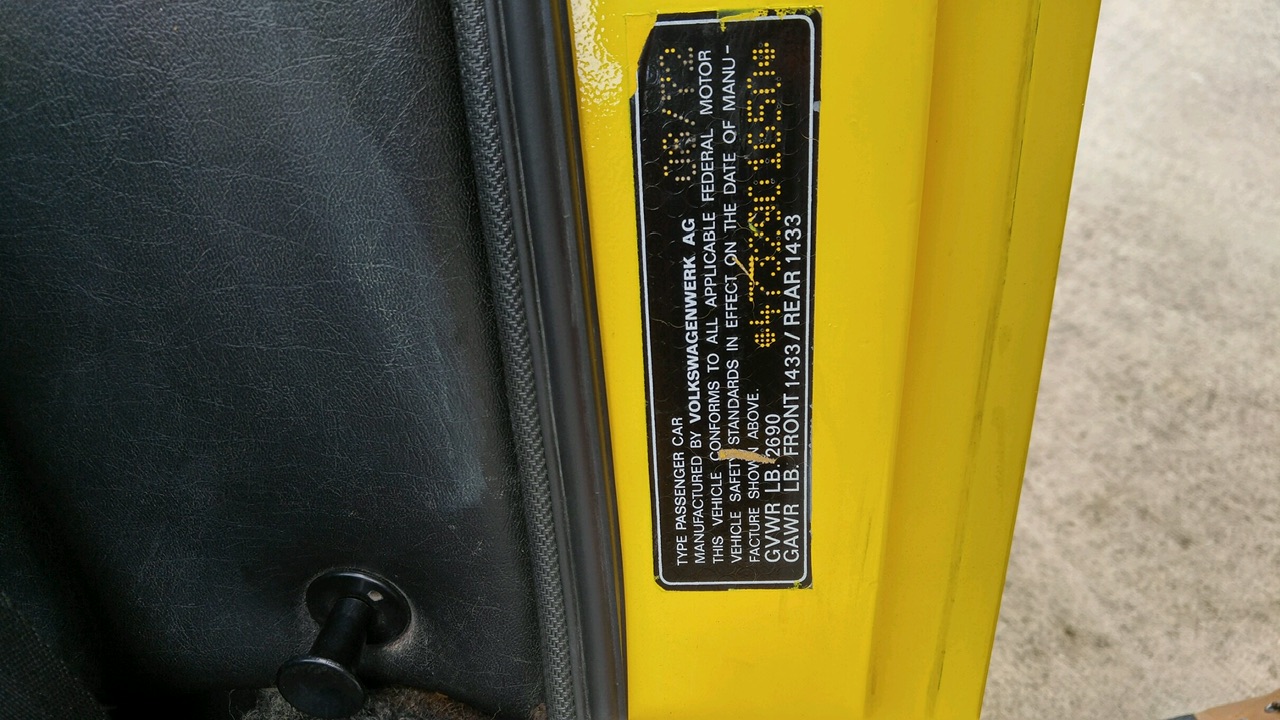 TYPE PASSENGER CAR 08/72
MANUFACTURED BY VOLKSWAGENWERK AG
THIS VEHICLE CONFORMS TO ALL APPLICABLE FEDERAL MOTOR
VEHICLE SAFETY STANDARDS IN EFFECT ON THE DATE OF MANU-
FACTURE SHOWN ABOVE. *4732901650*
GVWR LB. 2690
GAWR LB. FRONT 1433 / REAR 1433